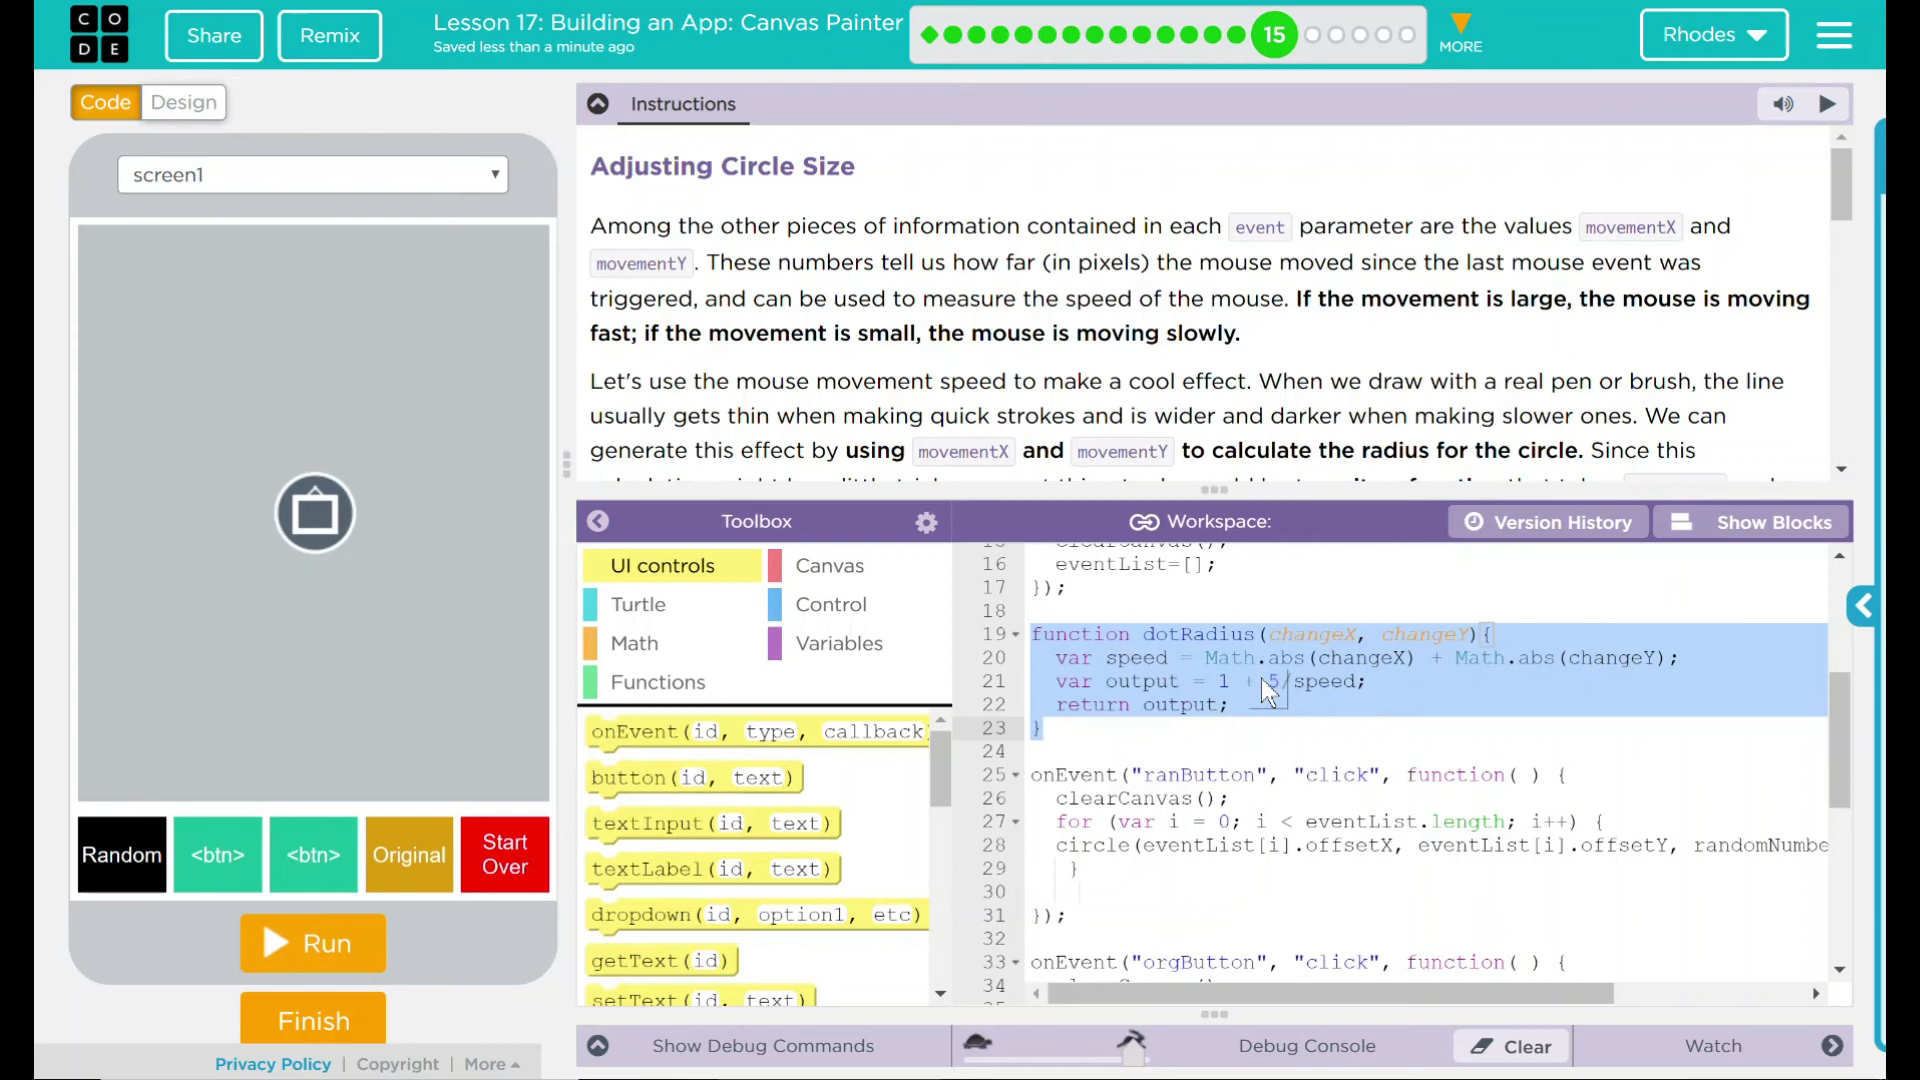 C O
D E
Share
Remix
Lesson 17: Building an App: Canvas Painter
Saved less than a minute ago
15
MORE
Rhodes
Code
Design
screen1
Random
<btn>
<btn>
Original
Start
Over
Run
Finish
Privacy Policy | Copyright | More
Instructions
Adjusting Circle Size
Among the other pieces of information contained in each event parameter are the values movementX and
movementY. These numbers tell us how far (in pixels) the mouse moved since the last mouse event was
triggered, and can be used to measure the speed of the mouse. If the movement is large, the mouse is moving
fast; if the movement is small, the mouse is moving slowly.
Let's use the mouse movement speed to make a cool effect. When we draw with a real pen or brush, the line
usually gets thin when making quick strokes and is wider and darker when making slower ones. We can
generate this effect by using movementX and movementY to calculate the radius for the circle. Since this
Toolbox
UI controls
Canvas
Turtle
Control
Math
Variables
Functions
onEvent(id, type, callback)
button(id, text)
textInput(id, text)
textLabel(id, text)
dropdown(id, option1, etc)
getText(id)
setText(id, text)
Workspace:
Version History
Show Blocks
15 clearCanvas();
16 eventList=[];
17 });
18
19 function dotRadius(changeX, changeY){
20 var speed = Math.abs(changeX) + Math.abs(changeY);
21 var output = 1 + 5/speed;
22 return output;
23 }
24
25 onEvent("ranButton", "click", function( ) {
26 clearCanvas();
27 for (var i = 0; i < eventList.length; i++) {
28 circle(eventList[i].offsetX, eventList[i].offsetY, randomNumbe
29 }
30
31 });
32
33 onEvent("orgButton", "click", function( ) {
34
Show Debug Commands
Debug Console
Clear
Watch